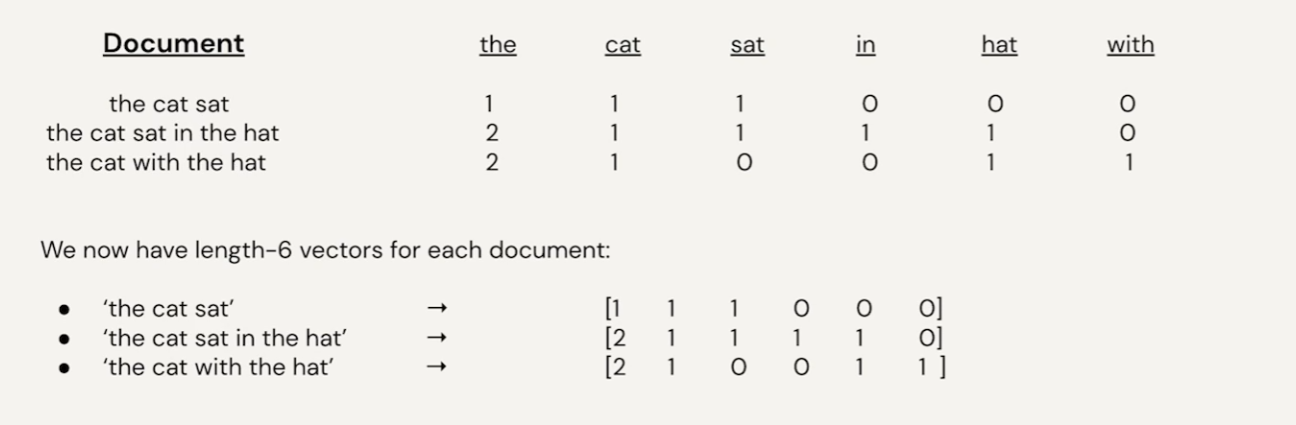 Document the cat sat in hat with
the cat sat 1 1 1 0 0 0
the cat sat in the hat 2 1 1 1 1 0
the cat with the hat 2 1 0 0 1 1
We now have length-6 vectors for each document:
● ‘the cat sat’ → [1 1 1 0 0 0]
● ‘the cat sat in the hat’ → [2 1 1 1 1 0]
● ‘the cat with the hat’ → [2 1 0 0 1 1 ]